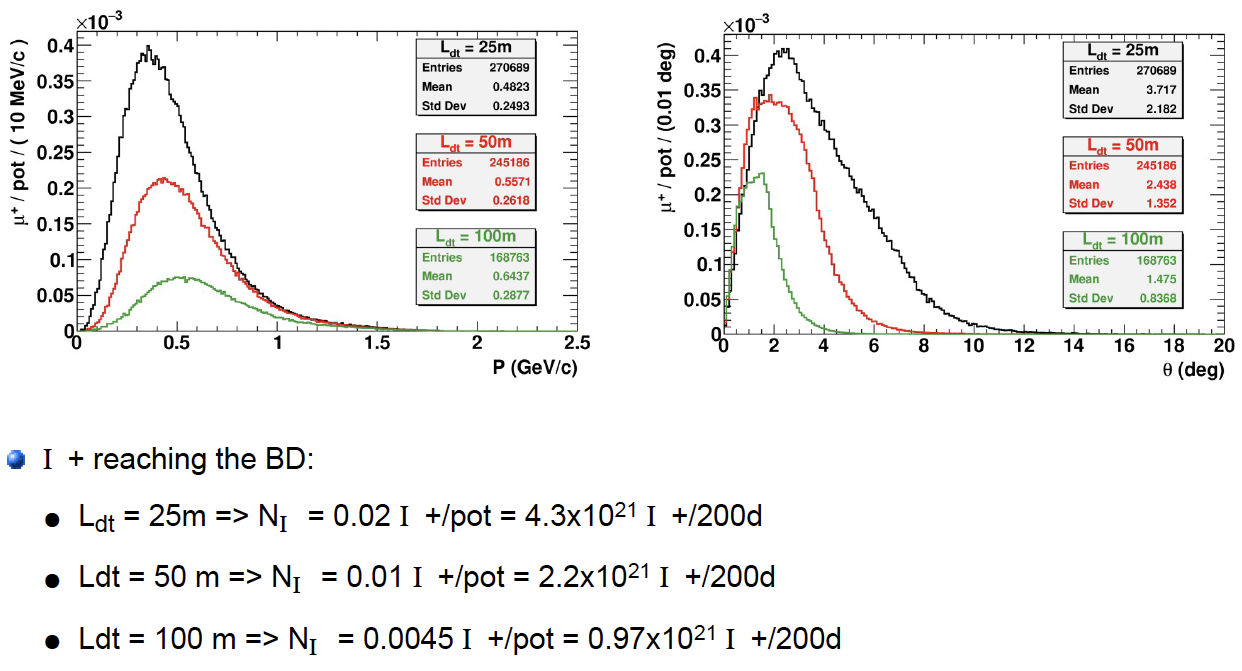 ×10⁻³
μ⁺ / pot / ( 10 MeV/c )
0.4
0.35
0.3
0.25
0.2
0.15
0.1
0.05
0
0 0.5 1 1.5 2 2.5
P (GeV/c)
L_dt = 25m
Entries 270689
Mean 0.4823
Std Dev 0.2493
L_dt = 50m
Entries 245186
Mean 0.5571
Std Dev 0.2618
L_dt = 100m
Entries 168763
Mean 0.6437
Std Dev 0.2877
×10⁻³
μ⁺ / pot / (0.01 deg)
0.4
0.35
0.3
0.25
0.2
0.15
0.1
0.05
0
0 2 4 6 8 10 12 14 16 18 20
θ (deg)
L_dt = 25m
Entries 270689
Mean 3.717
Std Dev 2.182
L_dt = 50m
Entries 245186
Mean 2.438
Std Dev 1.352
L_dt = 100m
Entries 168763
Mean 1.475
Std Dev 0.8368
I + reaching the BD:
L_dt = 25m => N_I = 0.02 I +/pot = 4.3x10²¹ I +/200d
Ldt = 50 m => N_I = 0.01 I +/pot = 2.2x10²¹ I +/200d
Ldt = 100 m => N_I = 0.0045 I +/pot = 0.97x10²¹ I +/200d